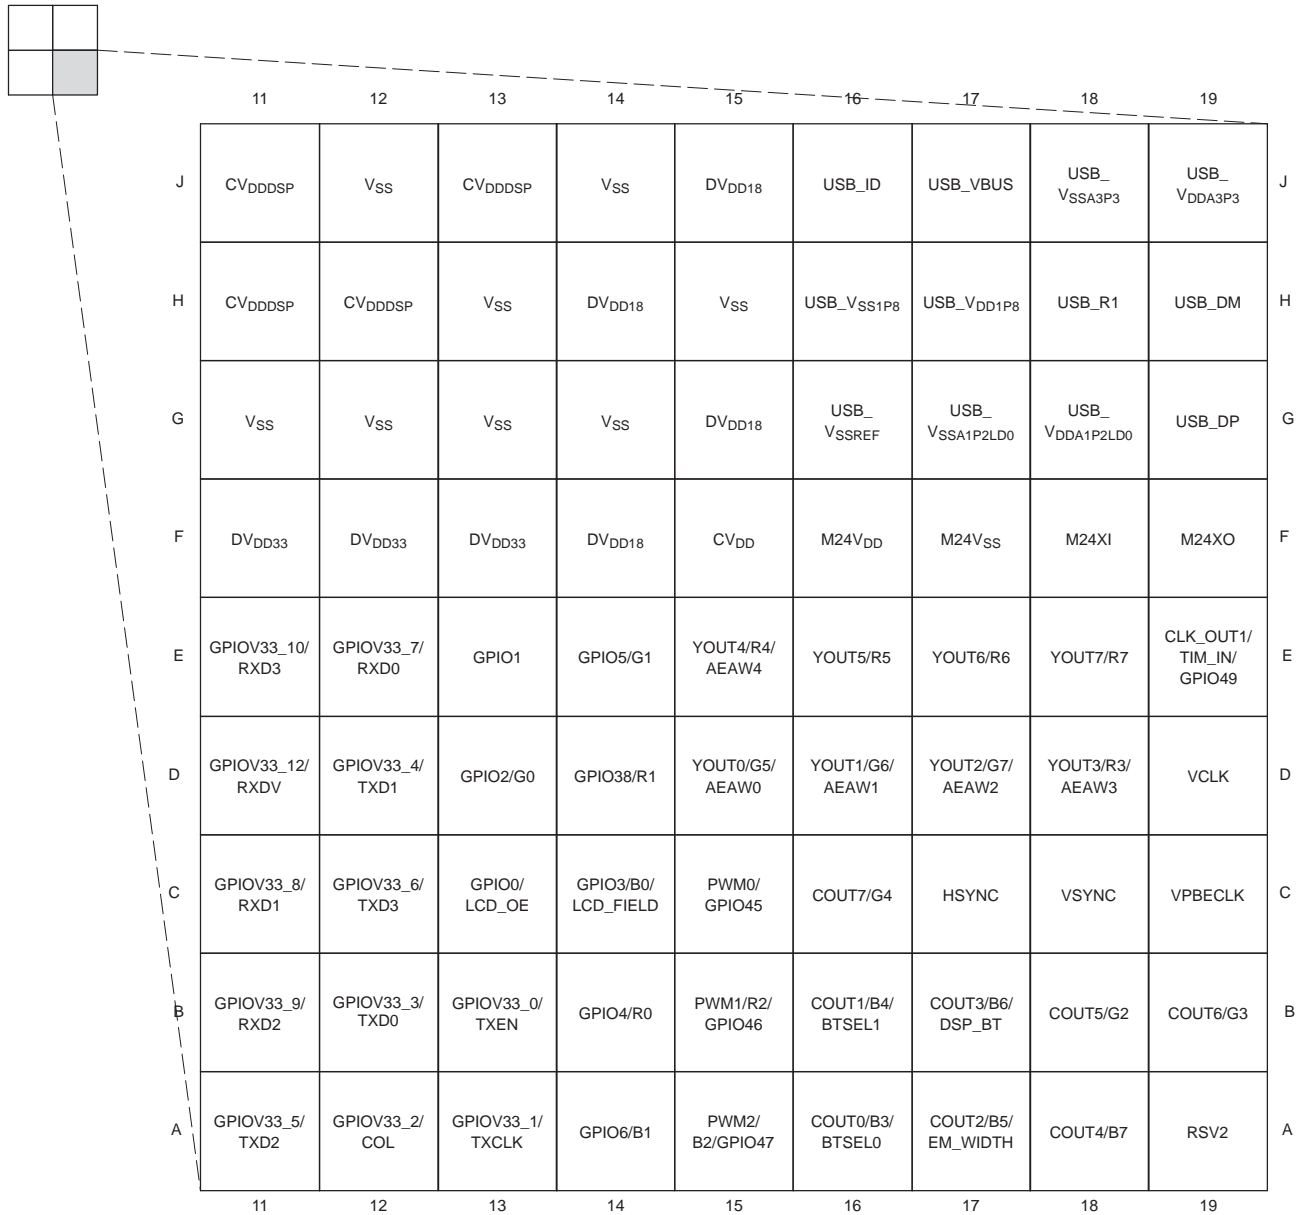 11 12 13 14 15 16 17 18 19
J CVDDDSP VSS CVDDDSP VSS DVDD18 USB_ID USB_VBUS USB_ VSSA3P3 USB_ VDDA3P3 J
H CVDDDSP CVDDDSP VSS DVDD18 VSS USB_VSS1P8 USB_VDD1P8 USB_R1 USB_DM H
G VSS VSS VSS VSS DVDD18 USB_ VSSREF USB_ VSSA1P2LD0 USB_ VDDA1P2LD0 USB_DP G
F DVDD33 DVDD33 DVDD33 DVDD18 CVDD M24VDD M24VSS M24XI M24XO F
E GPIOV33_10/ RXD3 GPIOV33_7/ RXD0 GPIO1 GPIO5/G1 YOUT4/R4/ AEAW4 YOUT5/R5 YOUT6/R6 YOUT7/R7 CLK_OUT1/ TIM_IN/ GPIO49 E
D GPIOV33_12/ RXDV GPIOV33_4/ TXD1 GPIO2/G0 GPIO38/R1 YOUT0/G5/ AEAW0 YOUT1/G6/ AEAW1 YOUT2/G7/ AEAW2 YOUT3/R3/ AEAW3 VCLK D
C GPIOV33_8/ RXD1 GPIOV33_6/ TXD3 GPIO0/ LCD_OE GPIO3/B0/ LCD_FIELD PWM0/ GPIO45 COUT7/G4 HSYNC VSYNC VPBECLK C
B GPIOV33_9/ RXD2 GPIOV33_3/ TXD0 GPIOV33_0/ TXEN GPIO4/R0 PWM1/R2/ GPIO46 COUT1/B4/ BTSEL1 COUT3/B6/ DSP_BT COUT5/G2 COUT6/G3 B
A GPIOV33_5/ TXD2 GPIOV33_2/ COL GPIOV33_1/ TXCLK GPIO6/B1 PWM2/ B2/GPIO47 COUT0/B3/ BTSEL0 COUT2/B5/ EM_WIDTH COUT4/B7 RSV2 A
11 12 13 14 15 16 17 18 19